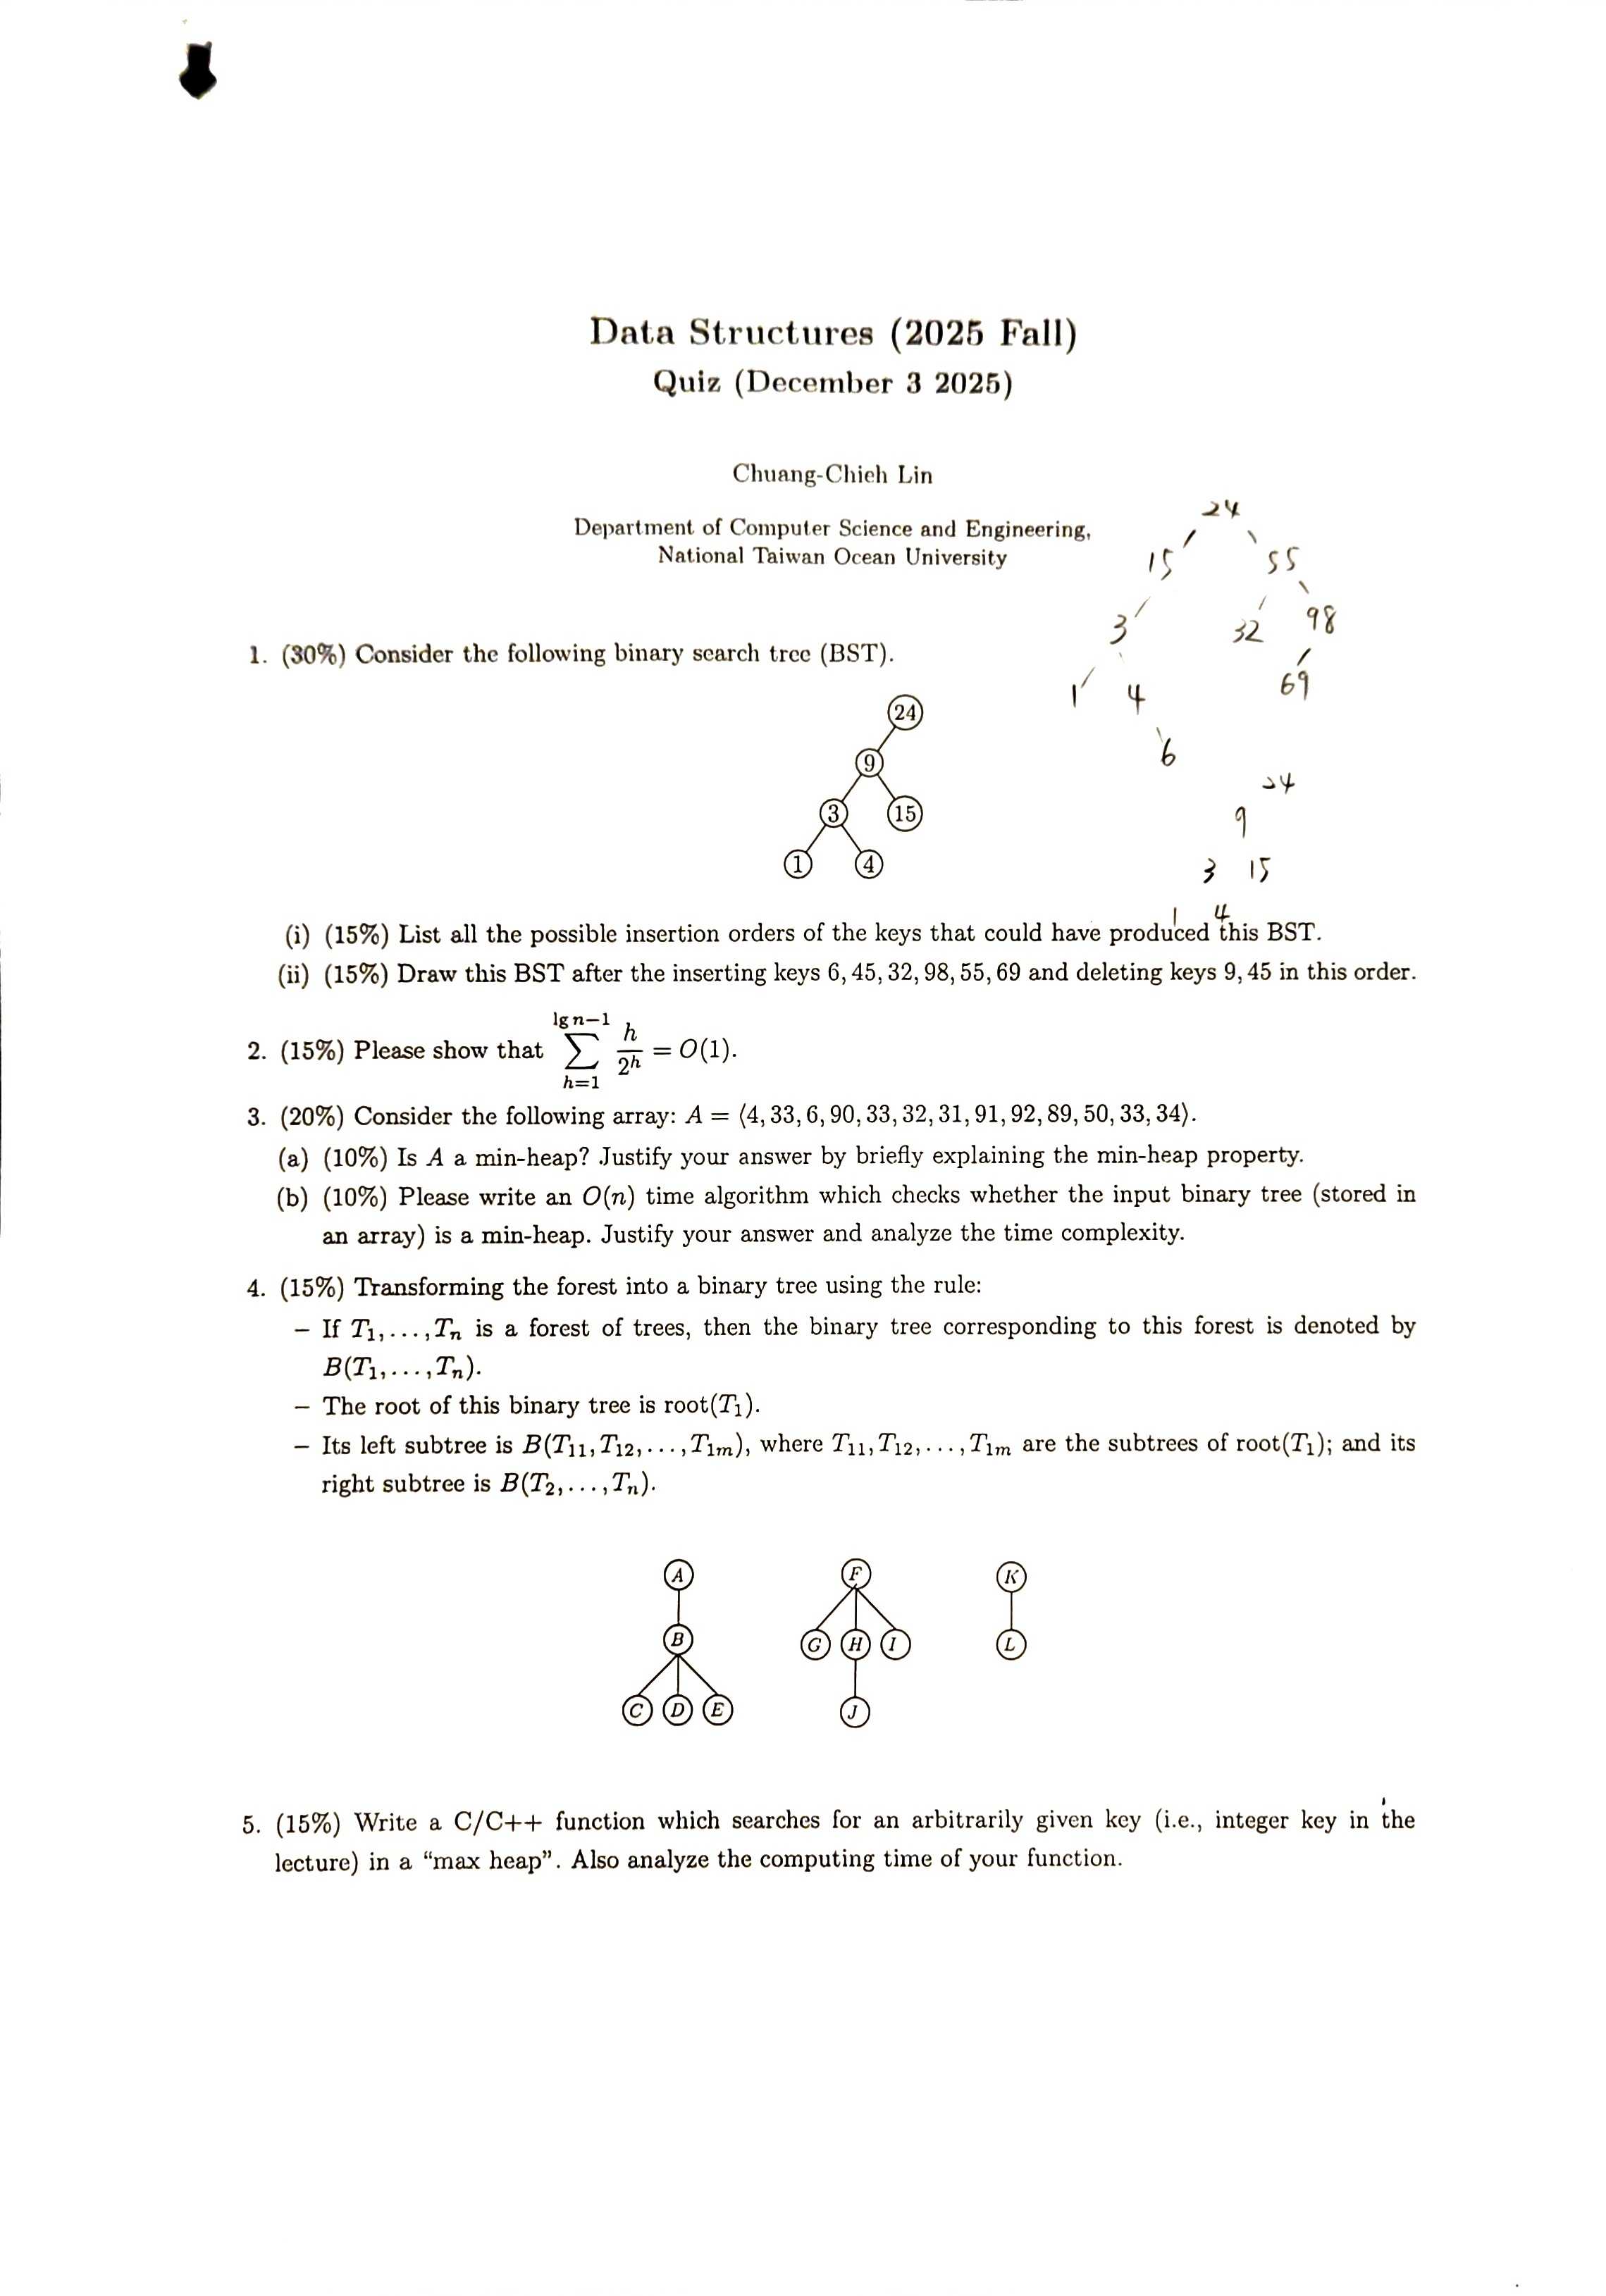 Data Structures (2025 Fall)
Quiz (December 3 2025)
Chuang-Chieh Lin
Department of Computer Science and Engineering,
National Taiwan Ocean University
24
15 55
3 32 98
1 4 69
6
1. (30%) Consider the following binary search tree (BST).
24
9
3 15
1 4
24
9
3 15
1 4
(i) (15%) List all the possible insertion orders of the keys that could have produced this BST.
(ii) (15%) Draw this BST after the inserting keys 6, 45, 32, 98, 55, 69 and deleting keys 9, 45 in this order.
2. (15%) Please show that \sum_{h=1}^{lg n−1} \frac{h}{2^h} = O(1).
3. (20%) Consider the following array: A = ⟨4, 33, 6, 90, 33, 32, 31, 91, 92, 89, 50, 33, 34⟩.
(a) (10%) Is A a min-heap? Justify your answer by briefly explaining the min-heap property.
(b) (10%) Please write an O(n) time algorithm which checks whether the input binary tree (stored in
an array) is a min-heap. Justify your answer and analyze the time complexity.
4. (15%) Transforming the forest into a binary tree using the rule:
– If T₁, . . . , Tₙ is a forest of trees, then the binary tree corresponding to this forest is denoted by
B(T₁, . . . , Tₙ).
– The root of this binary tree is root(T₁).
– Its left subtree is B(T₁₁, T₁₂, . . . , T₁ₘ), where T₁₁, T₁₂, . . . , T₁ₘ are the subtrees of root(T₁); and its
right subtree is B(T₂, . . . , Tₙ).
A F K
B G H I L
C D E J
5. (15%) Write a C/C++ function which searches for an arbitrarily given key (i.e., integer key in the
lecture) in a “max heap”. Also analyze the computing time of your function.